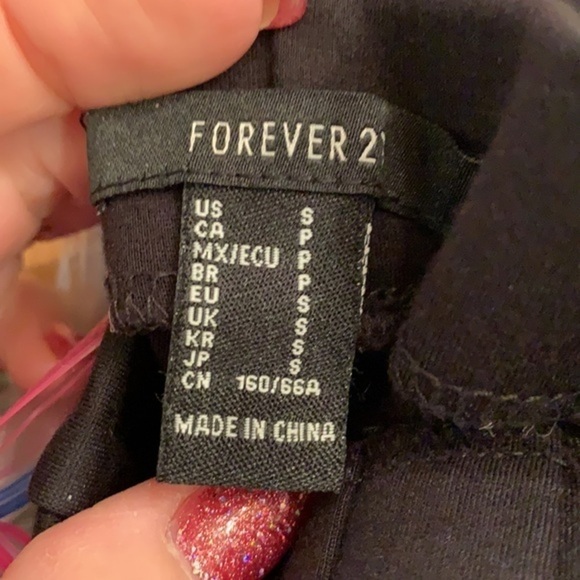 FOREVER 21
US S
CA P
MX/ECU P
BR P
EU S
UK S
KR S
JP S
CN 160/66A
MADE IN CHINA